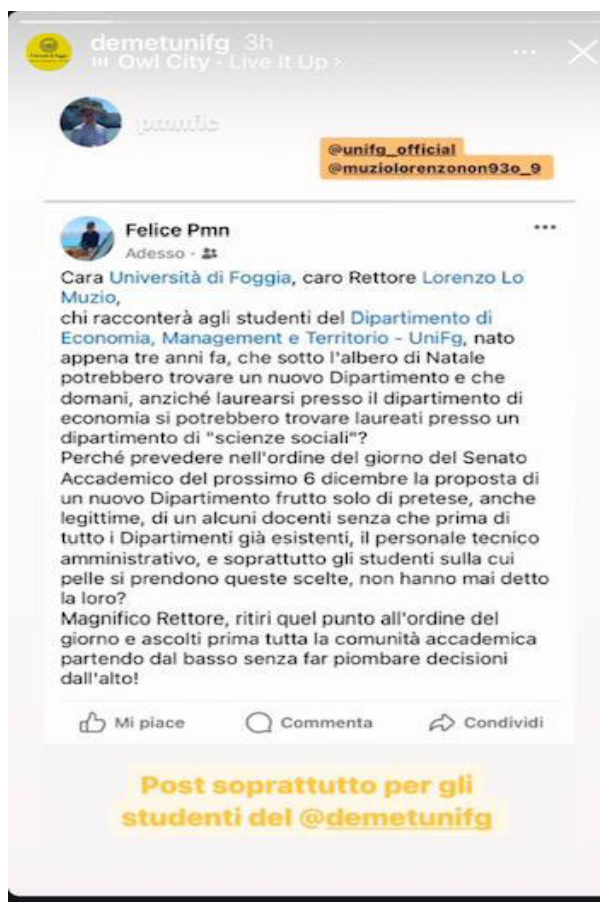 demetunifg 3h
Owl City · Live It Up >
pmnflc
@unifg_official
@muziolorenzonon93o_9
Felice Pmn
Adesso ·
Cara Università di Foggia, caro Rettore Lorenzo Lo
Muzio,
chi racconterà agli studenti del Dipartimento di
Economia, Management e Territorio - UniFg, nato
appena tre anni fa, che sotto l'albero di Natale
potrebbero trovare un nuovo Dipartimento e che
domani, anziché laurearsi presso il dipartimento di
economia si potrebbero trovare laureati presso un
dipartimento di "scienze sociali"?
Perché prevedere nell'ordine del giorno del Senato
Accademico del prossimo 6 dicembre la proposta di
un nuovo Dipartimento frutto solo di pretese, anche
legittime, di un alcuni docenti senza che prima di
tutto i Dipartimenti già esistenti, il personale tecnico
amministrativo, e soprattutto gli studenti sulla cui
pelle si prendono queste scelte, non hanno mai detto
la loro?
Magnifico Rettore, ritiri quel punto all'ordine del
giorno e ascolti prima tutta la comunità accademica
partendo dal basso senza far piombare decisioni
dall'alto!
Mi piace Commenta Condividi
Post soprattutto per gli
studenti del @demetunifg